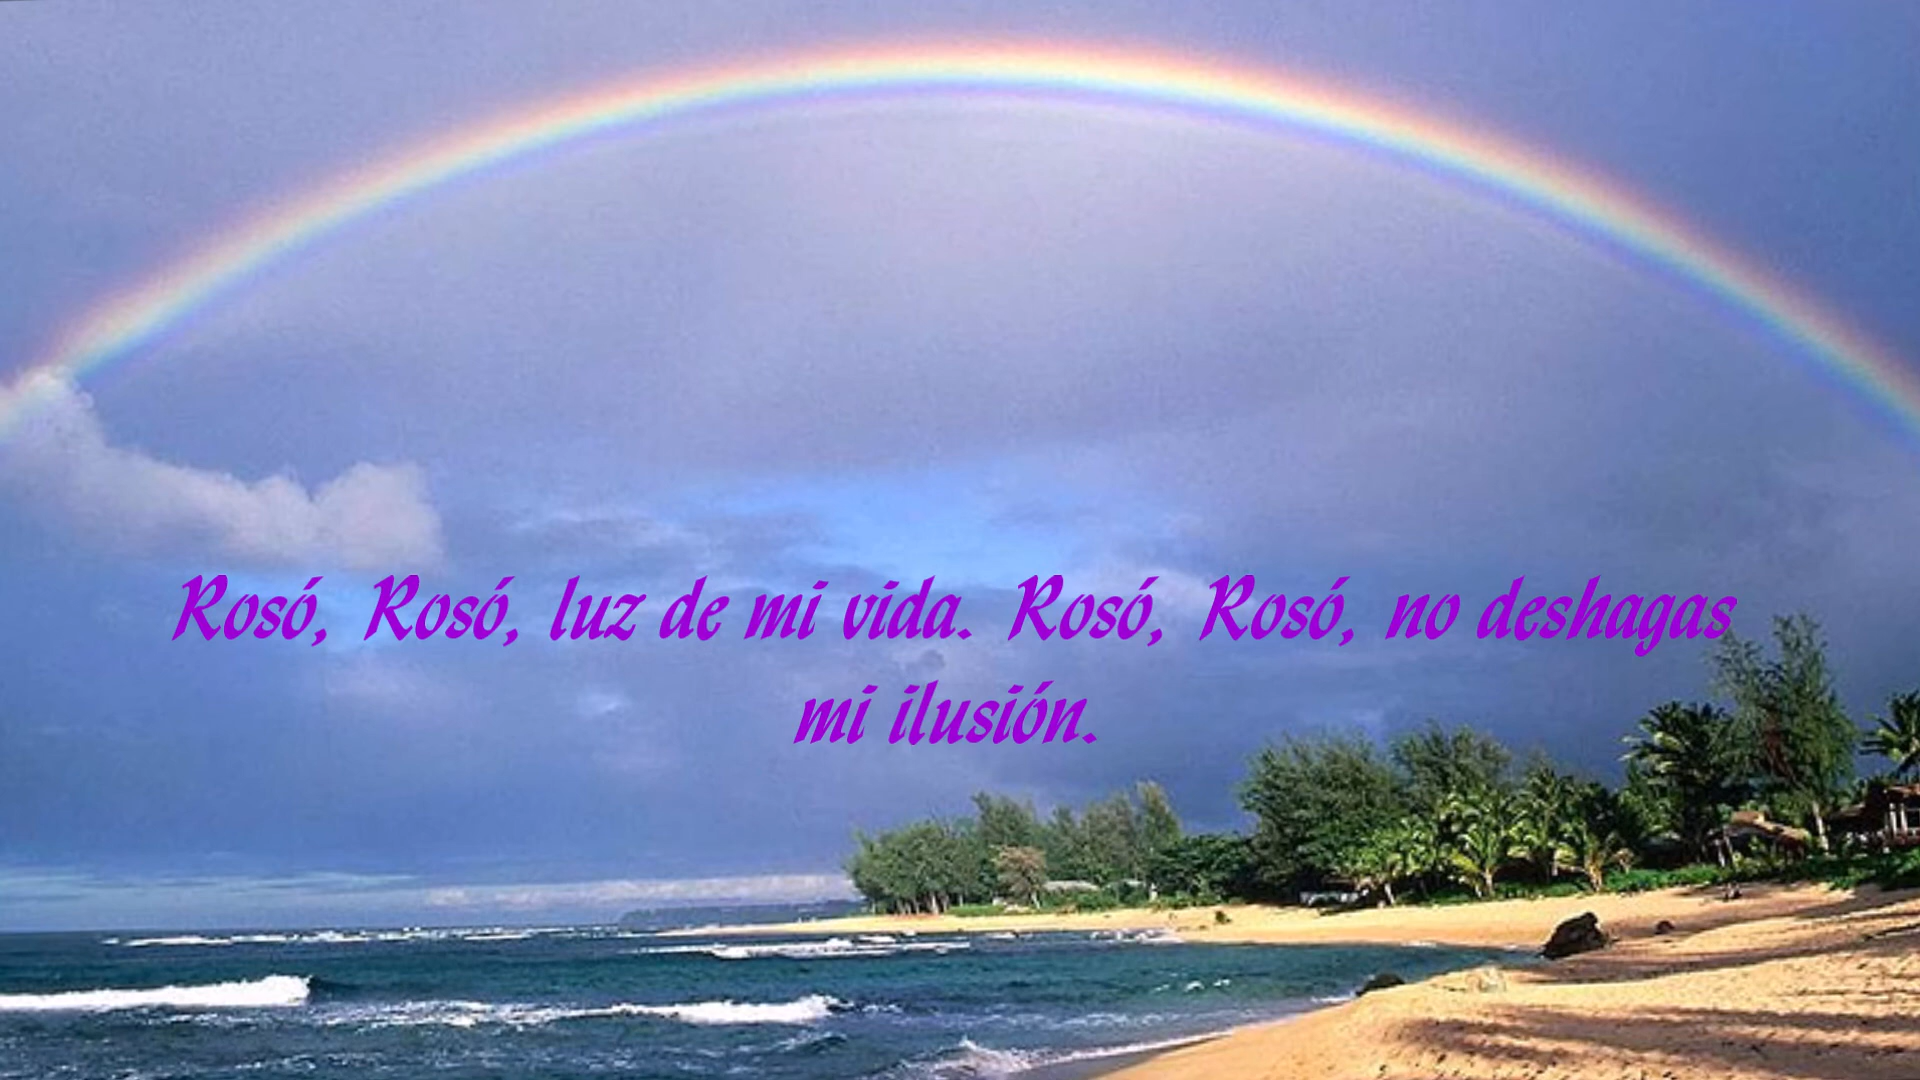 Rosó, Rosó, luz de mi vida. Rosó, Rosó, no deshagas
mi ilusión.